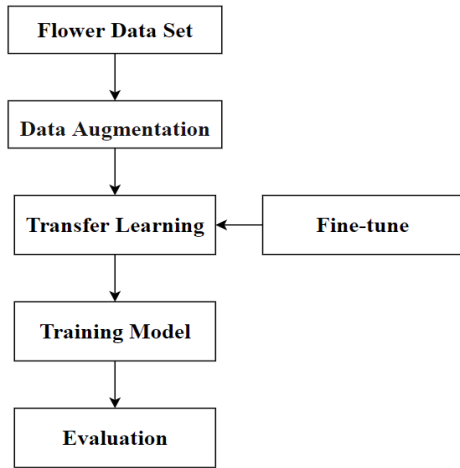 Flower Data Set
Data Augmentation
Transfer Learning
Fine-tune
Training Model
Evaluation